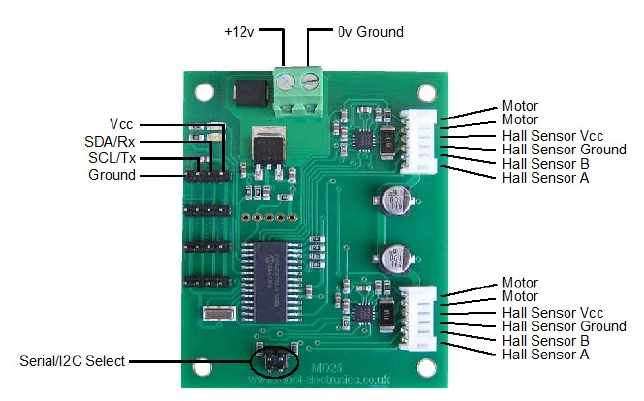 +12v
0v Ground
Vcc
SDA/Rx
SCL/Tx
Ground
Motor
Motor
Hall Sensor Vcc
Hall Sensor Ground
Hall Sensor B
Hall Sensor A
Motor
Motor
Hall Sensor Vcc
Hall Sensor Ground
Hall Sensor B
Hall Sensor A
Serial/I2C Select
MD25
www.robot-electronics.co.uk